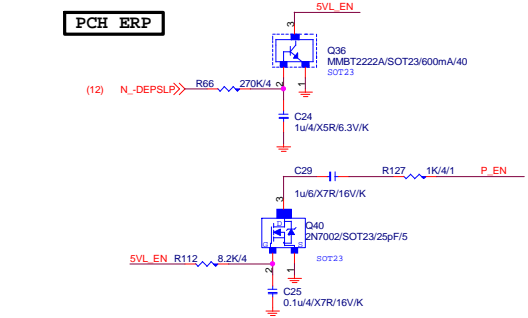 5VL_EN
PCH ERP
3
Q36
MMBT2222A/SOT23/600mA/40
SOT23
(12) N_-DEPSLP R66 270K/4 2 1
C24
1u/4/X5R/6.3V/K
C29 R127 1K/4/1 P_EN
1u/6/X7R/16V/K
3
D
Q40
2N7002/SOT23/25pF/5
G S
SOT23
5VL_EN R112 8.2K/4
2 1
C25
0.1u/4/X7R/16V/K